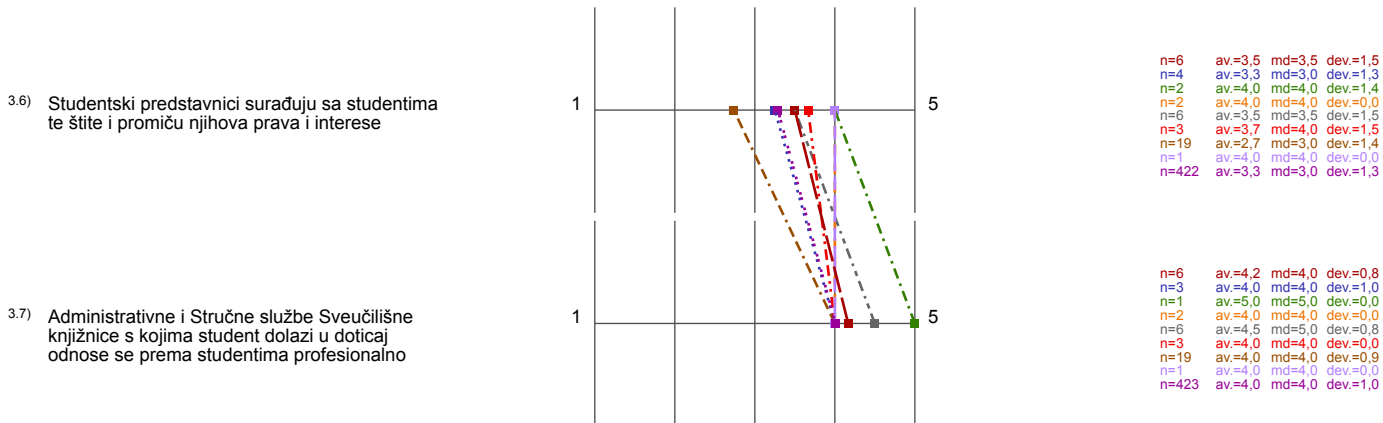 3.6) Studentski predstavnici surađuju sa studentima
te štite i promiču njihova prava i interese
1
5
n=6 av.=3,5 md=3,5 dev.=1,5
n=4 av.=3,3 md=3,0 dev.=1,3
n=2 av.=4,0 md=4,0 dev.=1,4
n=2 av.=4,0 md=4,0 dev.=0,0
n=6 av.=3,5 md=3,5 dev.=1,5
n=3 av.=3,7 md=4,0 dev.=1,5
n=19 av.=2,7 md=3,0 dev.=1,4
n=1 av.=4,0 md=4,0 dev.=0,0
n=422 av.=3,3 md=3,0 dev.=1,3
3.7) Administrativne i Stručne službe Sveučilišne
knjižnice s kojima student dolazi u doticaj
odnose se prema studentima profesionalno
1
5
n=6 av.=4,2 md=4,0 dev.=0,8
n=3 av.=4,0 md=4,0 dev.=1,0
n=1 av.=5,0 md=5,0 dev.=0,0
n=2 av.=4,0 md=4,0 dev.=0,0
n=6 av.=4,5 md=5,0 dev.=0,8
n=3 av.=4,0 md=4,0 dev.=0,0
n=19 av.=4,0 md=4,0 dev.=0,9
n=1 av.=4,0 md=4,0 dev.=0,0
n=423 av.=4,0 md=4,0 dev.=1,0